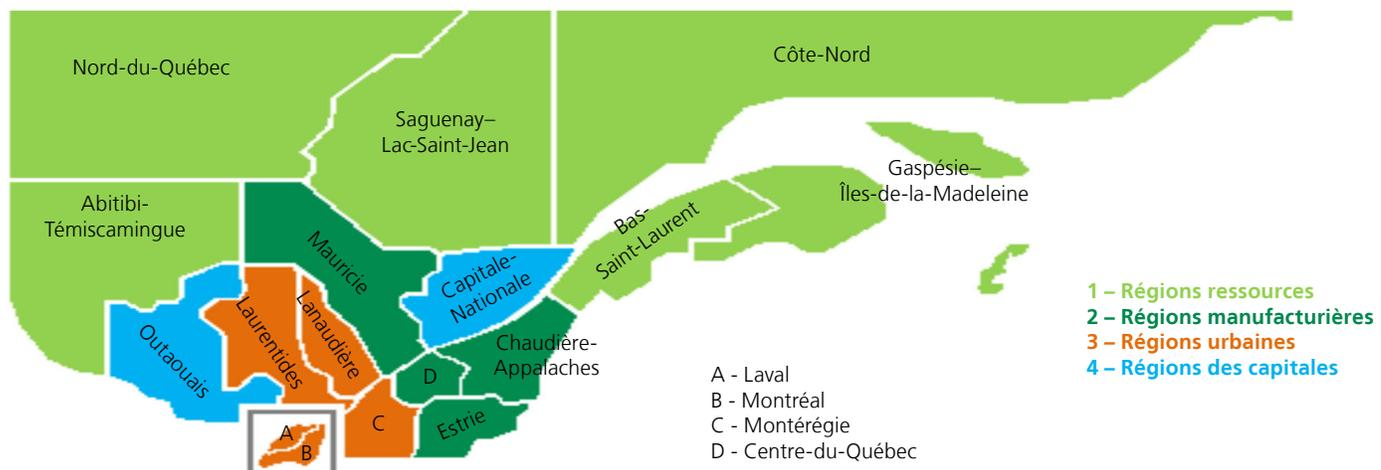 Nord-du-Québec
Côte-Nord
Saguenay–
Lac-Saint-Jean
Gaspésie–
Îles-de-la-Madeleine
Abitibi-
Témiscamingue
Bas-
Saint-Laurent
Mauricie
Capitale-
Nationale
Outaouais
Laurentides
Lanaudière
Chaudière-
Appalaches
D
C
Estrie
A
B
A - Laval
B - Montréal
C - Montérégie
D - Centre-du-Québec
1 – Régions ressources
2 – Régions manufacturières
3 – Régions urbaines
4 – Régions des capitales